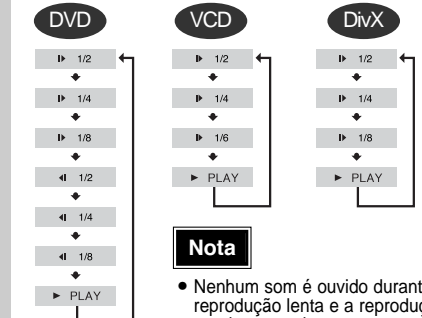 DVD
VCD
DivX
1/2
1/4
1/8
1/2
1/4
1/8
PLAY
1/2
1/4
1/6
PLAY
1/2
1/4
1/8
PLAY
Nota
• Nenhum som é ouvido durant
reprodução lenta e a reproduç